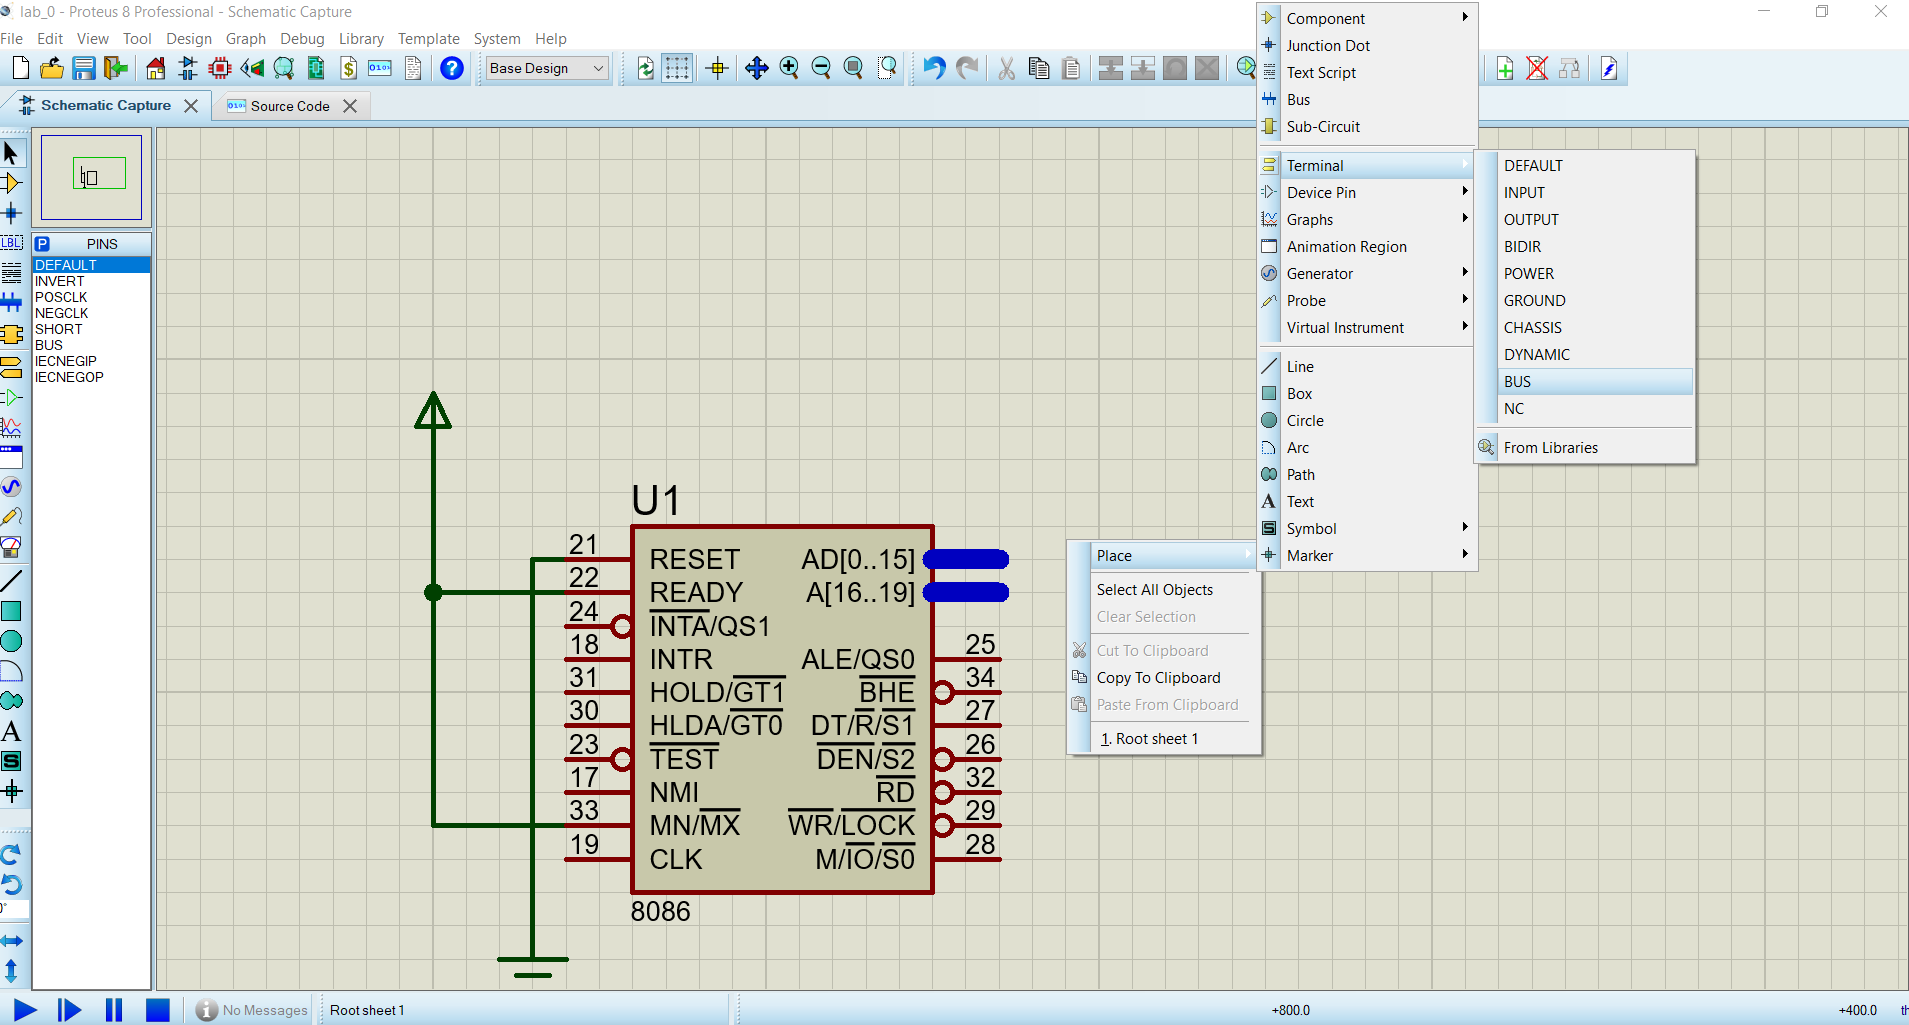 lab_0 - Proteus 8 Professional - Schematic Capture
File Edit View Tool Design Graph Debug Library Template System Help
Base Design
Schematic Capture
Source Code
PINS
DEFAULT
INVERT
POSCLK
NEGCLK
SHORT
BUS
IECNEGIP
IECNEGOP
LBL
U1
21 RESET AD[0..15]
22 READY A[16..19]
24 INTA/QS1
18 INTR ALE/QS0 25
31 HOLD/GT1 BHE 34
30 HLDA/GT0 DT/R/S1 27
23 TEST DEN/S2 26
17 NMI RD 32
33 MN/MX WR/LOCK 29
19 CLK M/IO/S0 28
8086
Place
Select All Objects
Clear Selection
Cut To Clipboard
Copy To Clipboard
Paste From Clipboard
1. Root sheet 1
Component
Junction Dot
Text Script
Bus
Sub-Circuit
Terminal
Device Pin
Graphs
Animation Region
Generator
Probe
Virtual Instrument
Line
Box
Circle
Arc
Path
Text
Symbol
Marker
DEFAULT
INPUT
OUTPUT
BIDIR
POWER
GROUND
CHASSIS
DYNAMIC
BUS
NC
From Libraries
No Messages
Root sheet 1
+800.0
+400.0
th